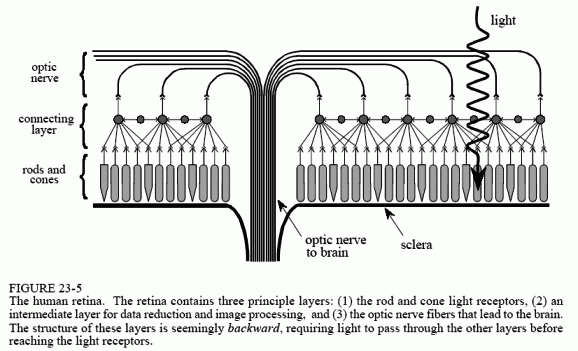 light
optic
nerve
connecting
layer
rods and
cones
optic nerve
to brain
sclera
FIGURE 23-5
The human retina. The retina contains three principle layers: (1) the rod and cone light receptors, (2) an
intermediate layer for data reduction and image processing, and (3) the optic nerve fibers that lead to the brain.
The structure of these layers is seemingly backward, requiring light to pass through the other layers before
reaching the light receptors.